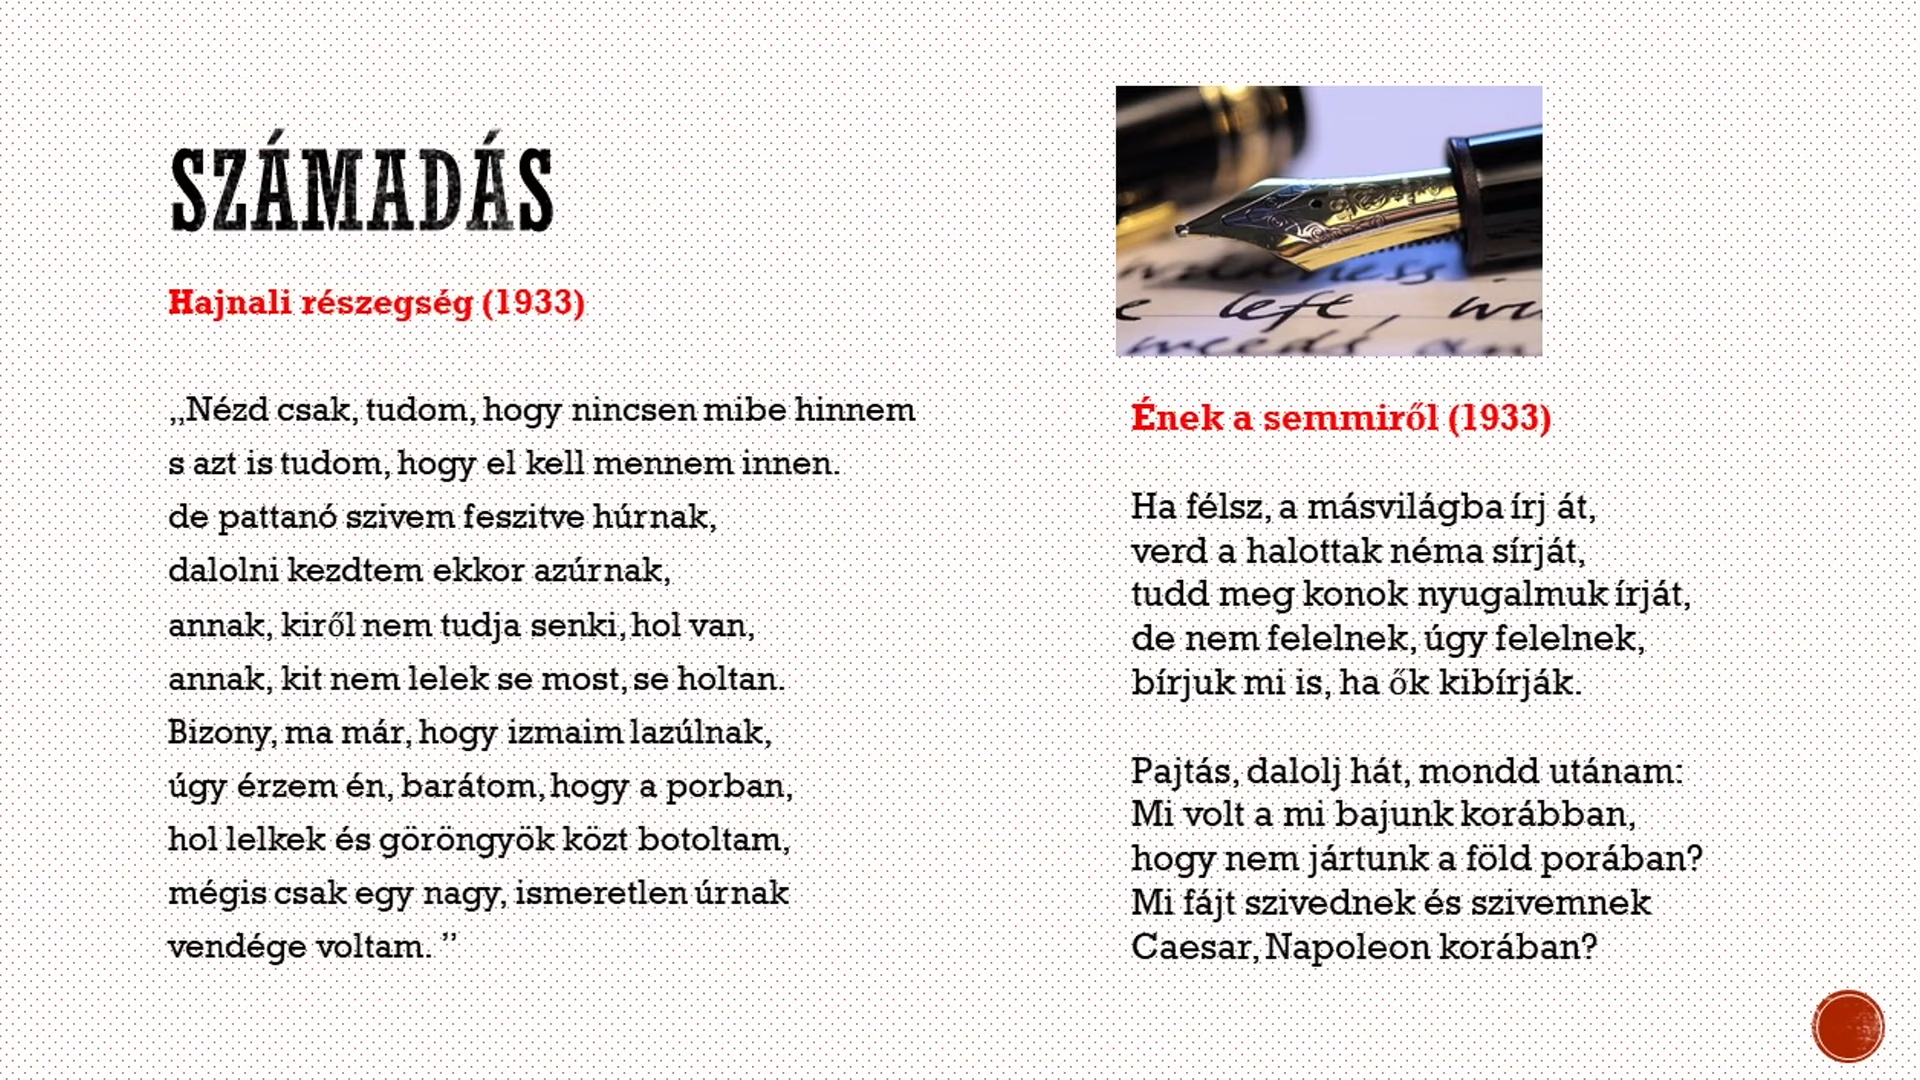 SZÁMADÁS
Hajnali részegség (1933)
„Nézd csak, tudom, hogy nincsen mibe hinnem
s azt is tudom, hogy el kell mennem innen.
de pattanó szivem feszitve húrnak,
dalolni kezdtem ekkor azúrnak,
annak, kiről nem tudja senki, hol van,
annak, kit nem lelek se most, se holtan.
Bizony, ma már, hogy izmaim lazúlnak,
úgy érzem én, barátom, hogy a porban,
hol lelkek és göröngyök közt botoltam,
mégis csak egy nagy, ismeretlen úrnak
vendége voltam. ”
left
Ének a semmiről (1933)
Ha félsz, a másvilágba írj át,
verd a halottak néma sírját,
tudd meg konok nyugalmuk írját,
de nem felelnek, úgy felelnek,
bírjuk mi is, ha ők kibírják.
Pajtás, dalolj hát, mondd utánam:
Mi volt a mi bajunk korábban,
hogy nem jártunk a föld porában?
Mi fájt szivednek és szivemnek
Caesar, Napoleon korában?